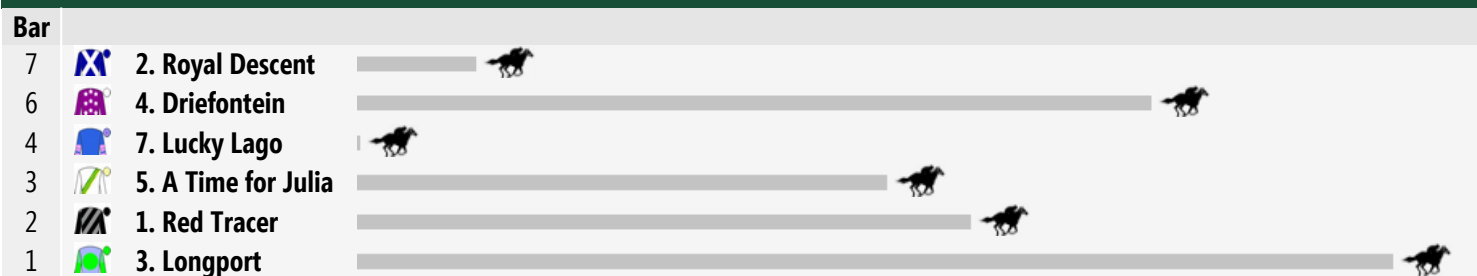 Bar
7 2. Royal Descent
6 4. Driefontein
4 7. Lucky Lago
3 5. A Time for Julia
2 1. Red Tracer
1 3. Longport